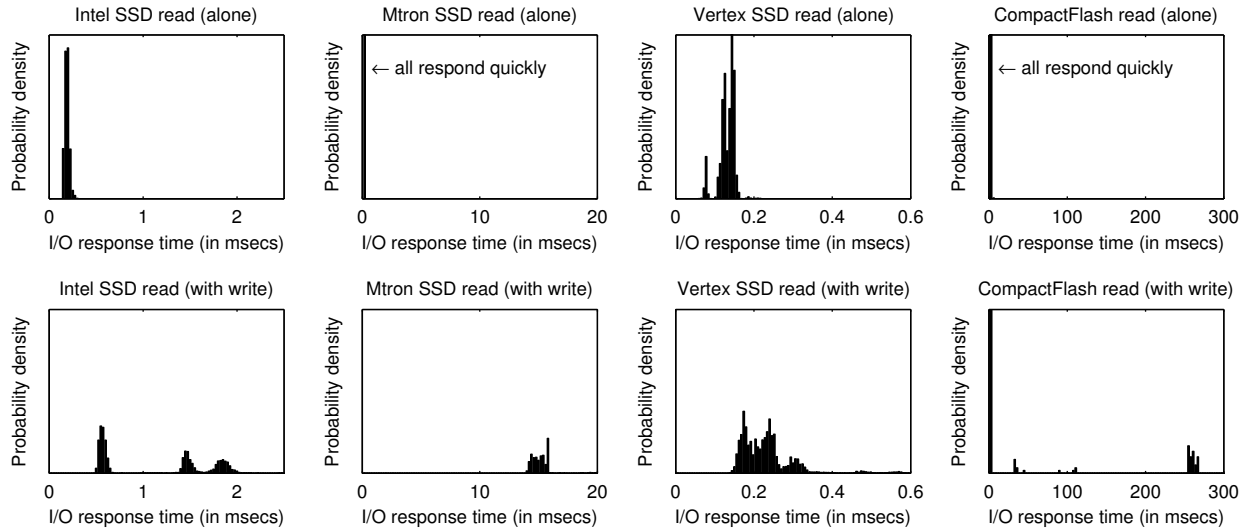 Intel SSD read (alone)
Probability density
0 1 2
I/O response time (in msecs)
Mtron SSD read (alone)
Probability density
← all respond quickly
0 10 20
I/O response time (in msecs)
Vertex SSD read (alone)
Probability density
0 0.2 0.4 0.6
I/O response time (in msecs)
CompactFlash read (alone)
Probability density
← all respond quickly
0 100 200 300
I/O response time (in msecs)
Intel SSD read (with write)
Probability density
0 1 2
I/O response time (in msecs)
Mtron SSD read (with write)
Probability density
0 10 20
I/O response time (in msecs)
Vertex SSD read (with write)
Probability density
0 0.2 0.4 0.6
I/O response time (in msecs)
CompactFlash read (with write)
Probability density
0 100 200 300
I/O response time (in msecs)